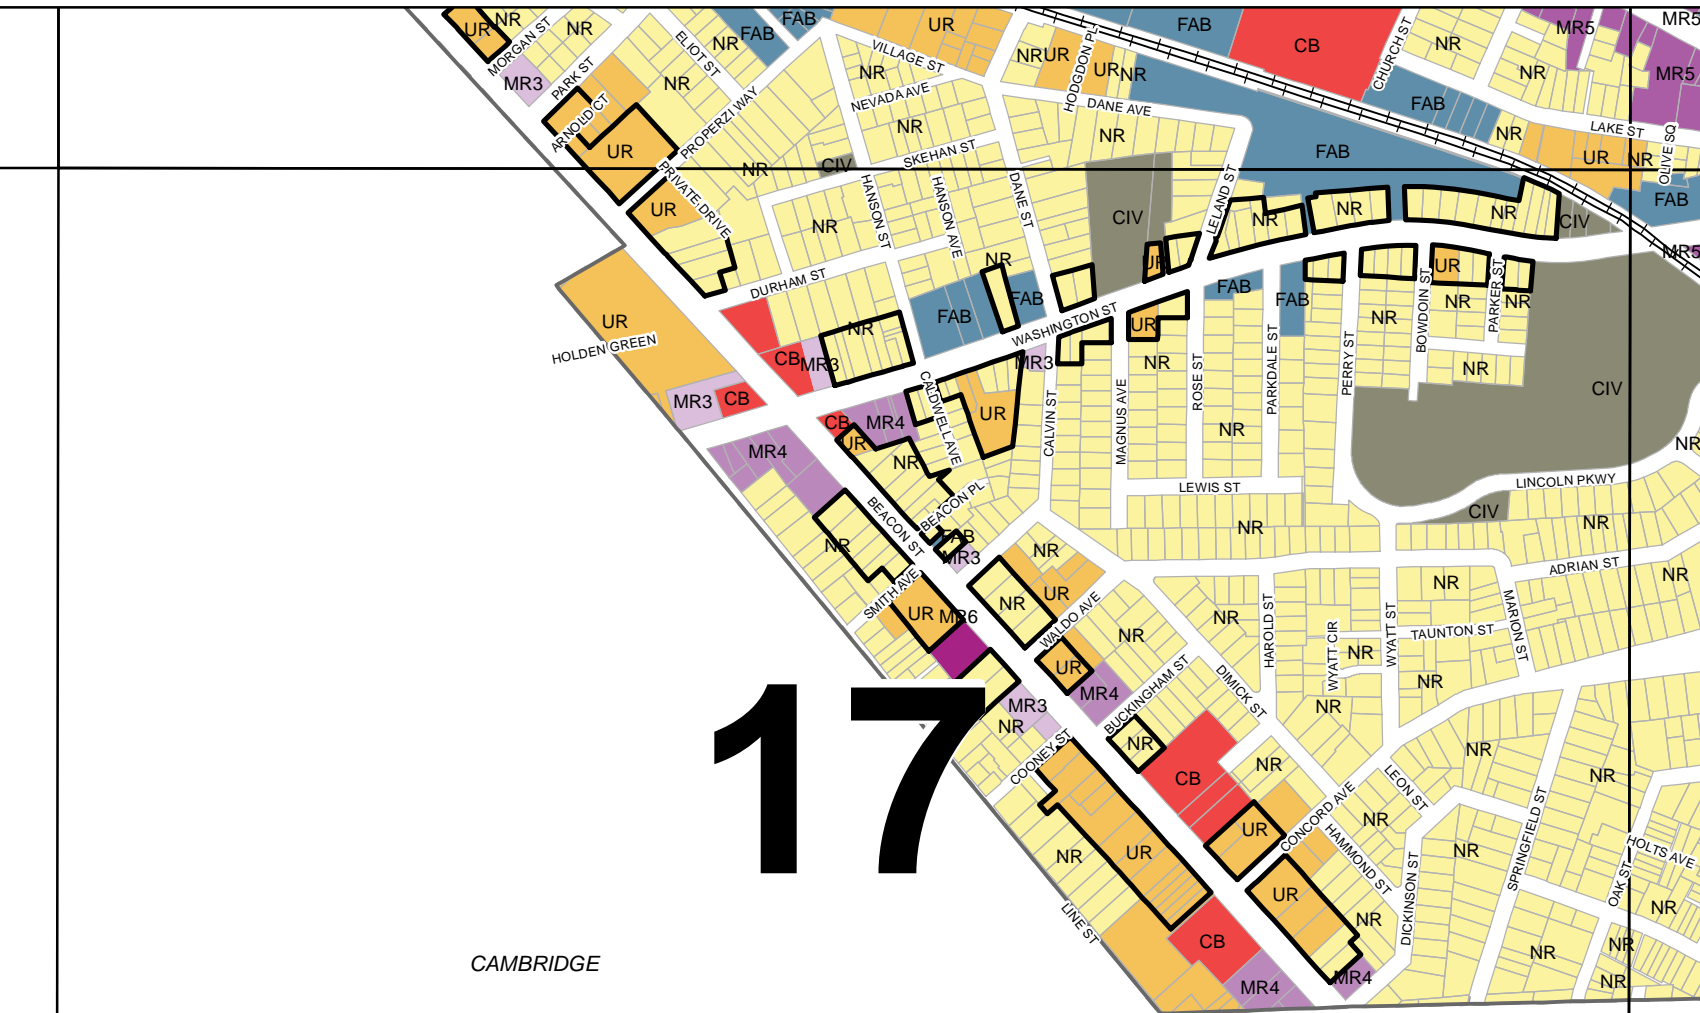 UR
NR
MORGAN ST
NR
MR3
PARK ST
ELIOT ST
NR
FAB
FAB
UR
VILLAGE ST
NR
UR
HODGDON PL
UR
NR
FAB
CB
CHURCH ST
NR
MR5
MR5
NR
MR5
NR
NR
NEVADA AVE
DANE AVE
FAB
LAKE ST
OLIVE SQ
ARNOLD CT
UR
PROPERZI WAY
NR
SKEHAN ST
NR
NR
FAB
NR
UR
NR
CIV
PRIVATE DRIVE
UR
HANSON ST
HANSON AVE
DANE ST
LELAND ST
CIV
NR
NR
NR
NR
CIV
FAB
MR5
UR
NR
UR
PARKER ST
BOWDOIN ST
DURHAM ST
FAB
FAB
FAB
FAB
NR
NR
UR
HOLDEN GREEN
NR
WASHINGTON ST
UR
NR
CB
MR3
MR3
NR
NR
MR3
CB
CALDWELL AVE
CALVIN ST
MAGNUS AVE
ROSE ST
PARKDALE ST
PERRY ST
CIV
CB
MR4
UR
UR
NR
NR
NR
MR4
LEWIS ST
LINCOLN PKWY
BEACON ST
BEACON PL
CIV
NR
NR
NR
FAB
MR3
NR
ADRIAN ST
NR
SMITH AVE
UR
MR6
NR
UR
WALDO AVE
NR
NR
HAROLD ST
WYATT CIR
WYATT ST
NR
TAUNTON ST
MARION ST
NR
UR
MR4
BUCKINGHAM ST
DIMICK ST
NR
NR
17
MR3
NR
COONEY ST
NR
CB
NR
LEON ST
NR
NR
SPRINGFIELD ST
UR
CONCORD AVE
HAMMOND ST
NR
NR
UR
NR
UR
DICKINSON ST
HOLTS AVE
OAK ST
NR
LINE ST
NR
CB
NR
NR
NR
CAMBRIDGE
MR4
MR4